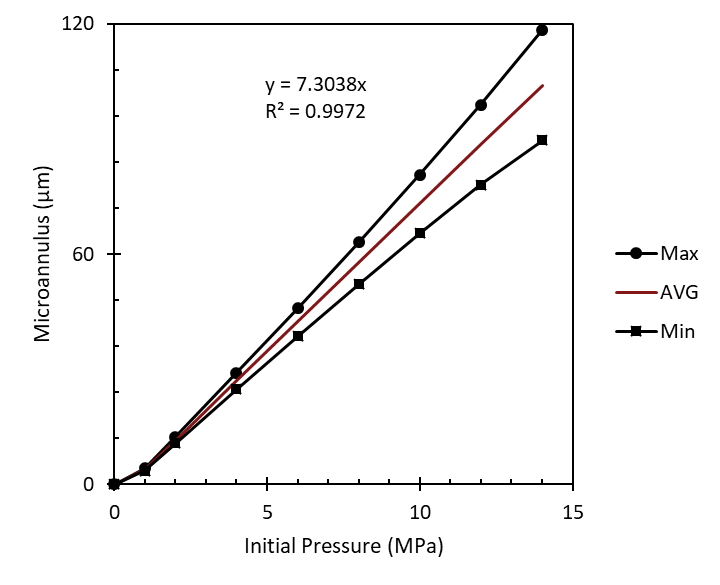 120
60
0
0
5
10
15
y = 7.3038x
R² = 0.9972
Microannulus (µm)
Initial Pressure (MPa)
Max
AVG
Min